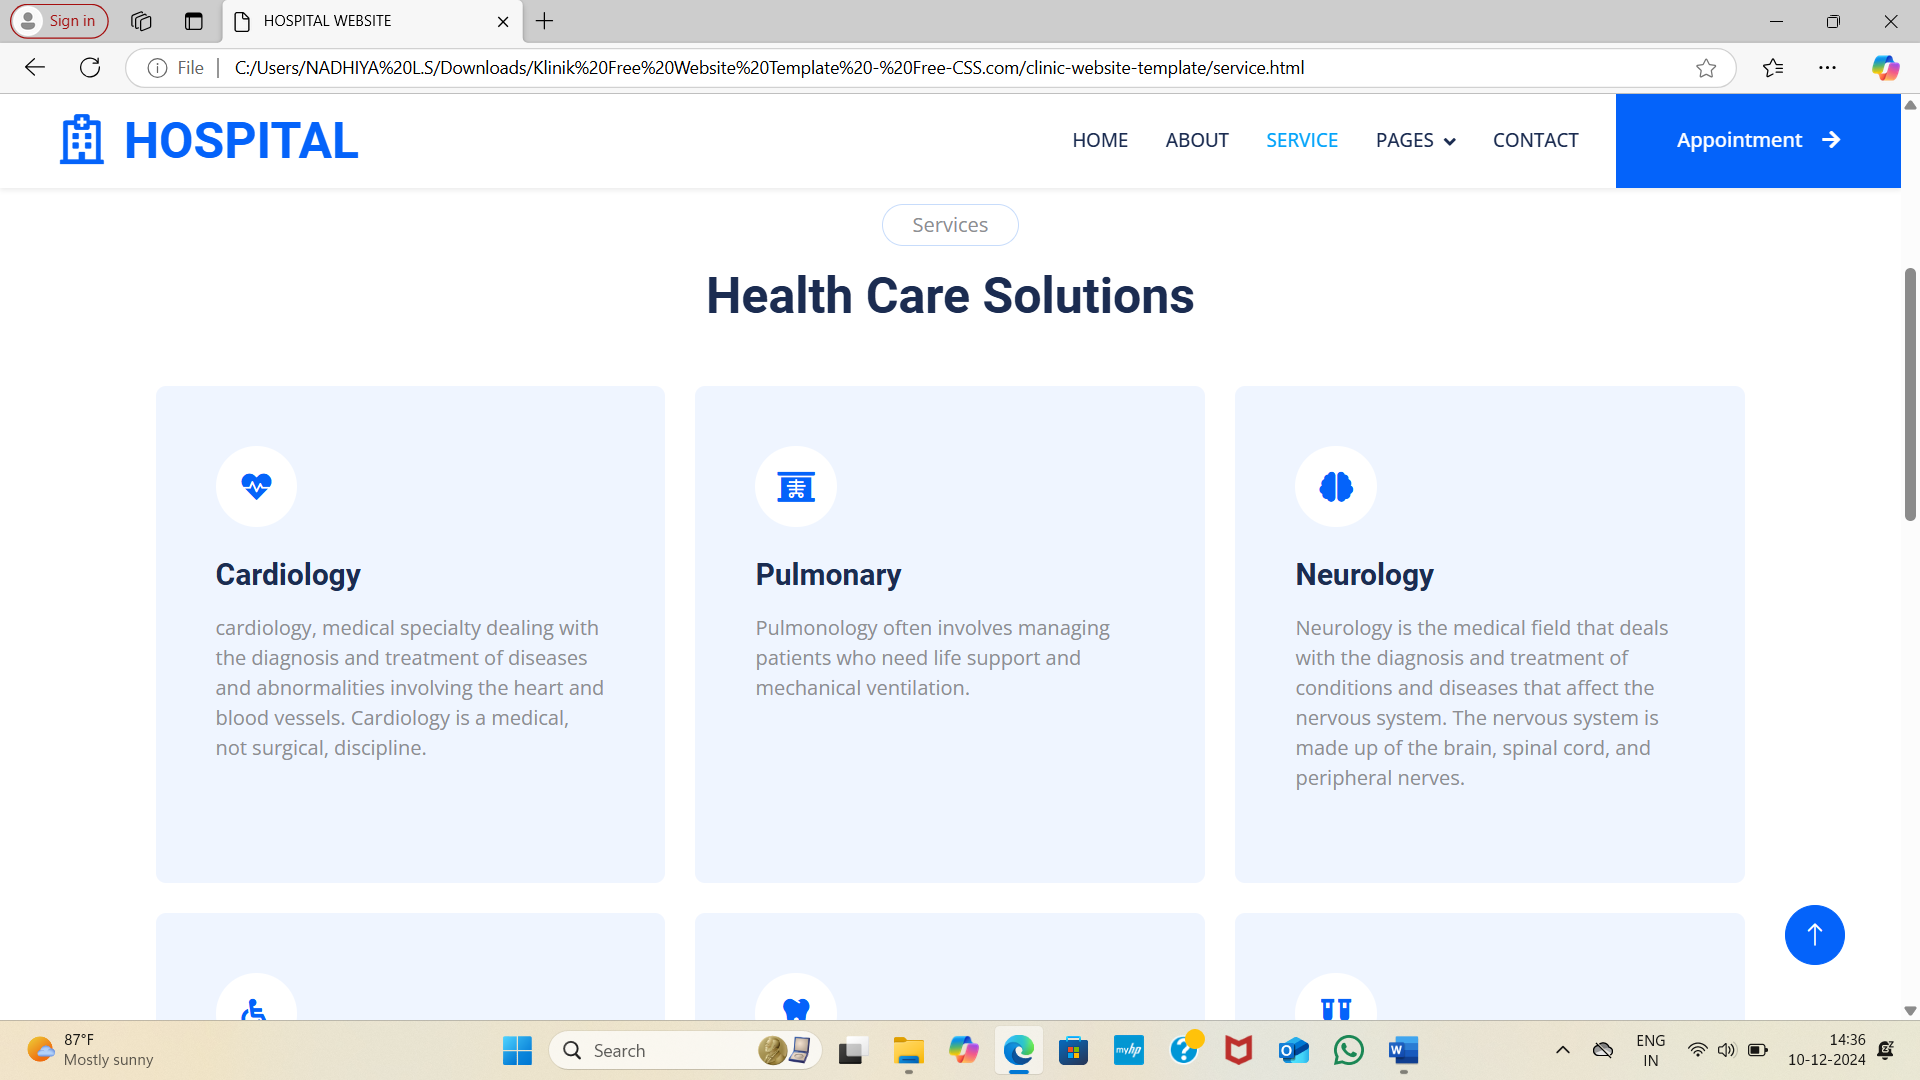 Sign in
HOSPITAL WEBSITE
File
C:/Users/NADHIYA%20L.S/Downloads/Klinik%20Free%20Website%20Template%20-%20Free-CSS.com/clinic-website-template/service.html
HOSPITAL
HOME ABOUT SERVICE PAGES CONTACT Appointment
Services
Health Care Solutions
Cardiology
cardiology, medical specialty dealing with
the diagnosis and treatment of diseases
and abnormalities involving the heart and
blood vessels. Cardiology is a medical,
not surgical, discipline.
Pulmonary
Pulmonology often involves managing
patients who need life support and
mechanical ventilation.
Neurology
Neurology is the medical field that deals
with the diagnosis and treatment of
conditions and diseases that affect the
nervous system. The nervous system is
made up of the brain, spinal cord, and
peripheral nerves.
87°F
Mostly sunny
Search
myhp
ENG
IN
14:36
10-12-2024